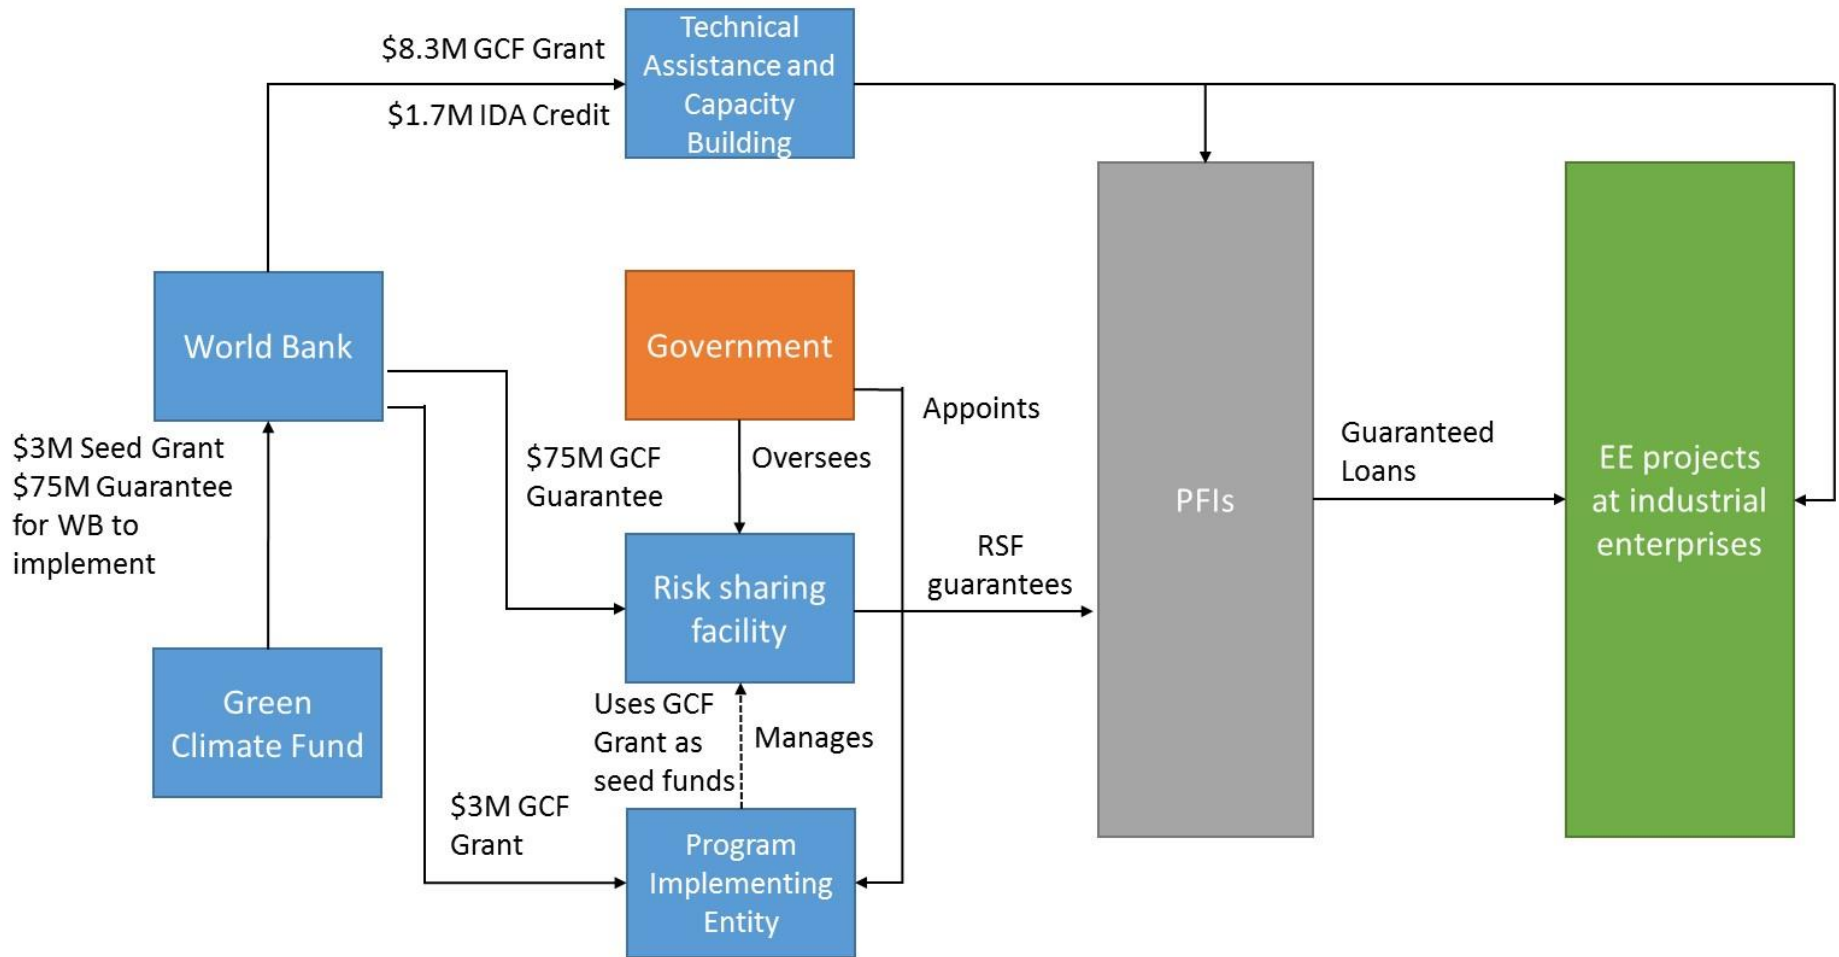 $8.3M GCF Grant
$1.7M IDA Credit
Technical
Assistance and
Capacity
Building
World Bank
Government
Appoints
$3M Seed Grant
$75M Guarantee
for WB to
implement
$75M GCF
Guarantee
Oversees
Guaranteed
Loans
PFIs
EE projects
at industrial
enterprises
Risk sharing
facility
RSF
guarantees
Green
Climate Fund
Uses GCF
Grant as
seed funds
Manages
$3M GCF
Grant
Program
Implementing
Entity